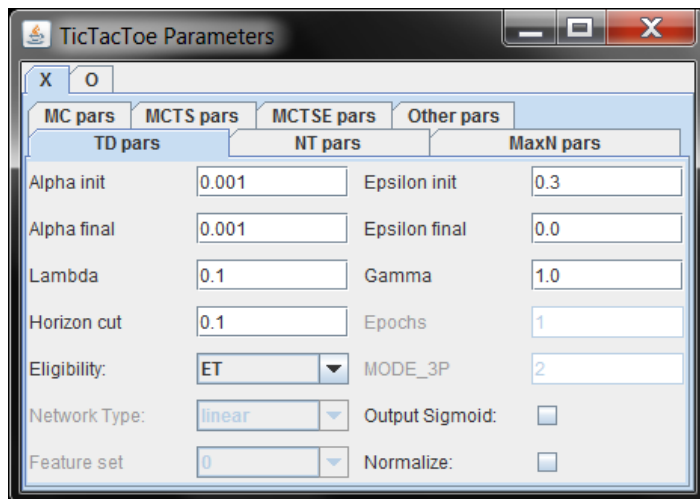 TicTacToe Parameters
X O
MC pars MCTS pars MCTSE pars Other pars
TD pars NT pars MaxN pars
Alpha init 0.001 Epsilon init 0.3
Alpha final 0.001 Epsilon final 0.0
Lambda 0.1 Gamma 1.0
Horizon cut 0.1 Epochs 1
Eligibility: ET MODE_3P 2
Network Type: linear Output Sigmoid:
Feature set 0 Normalize: